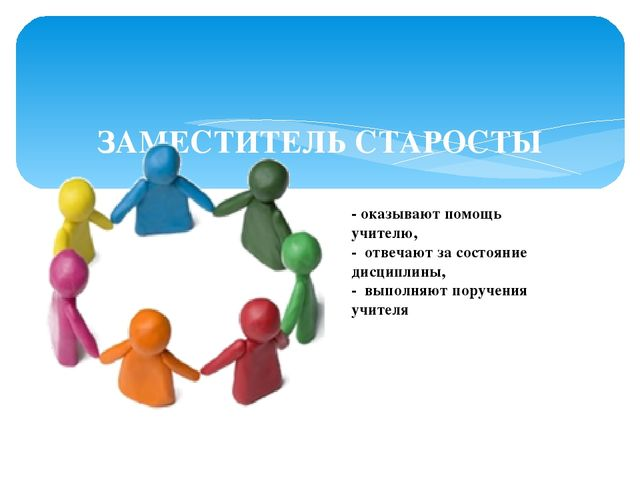 ЗАМЕСТИТЕЛЬ СТАРОСТЫ
- оказывают помощь
учителю,
- отвечают за состояние
дисциплины,
- выполняют поручения
учителя